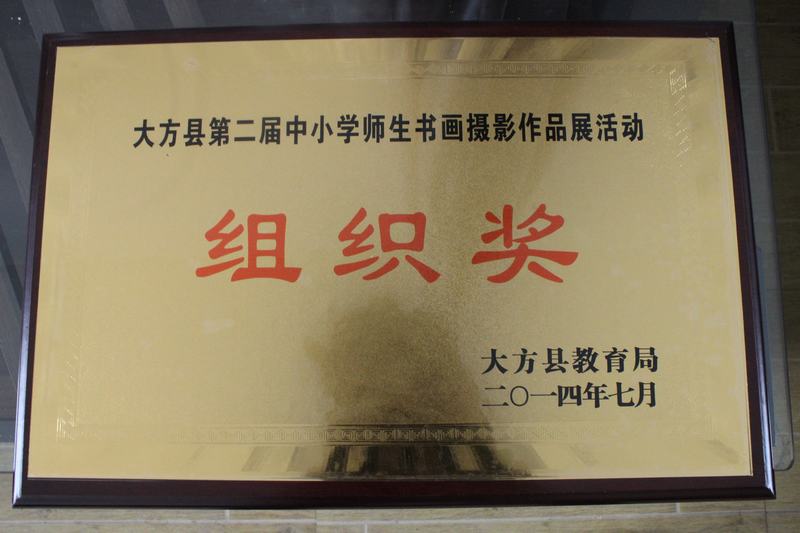 大方县第二届中小学师生书画摄影作品展活动
组织奖
大方县教育局
二〇一四年七月